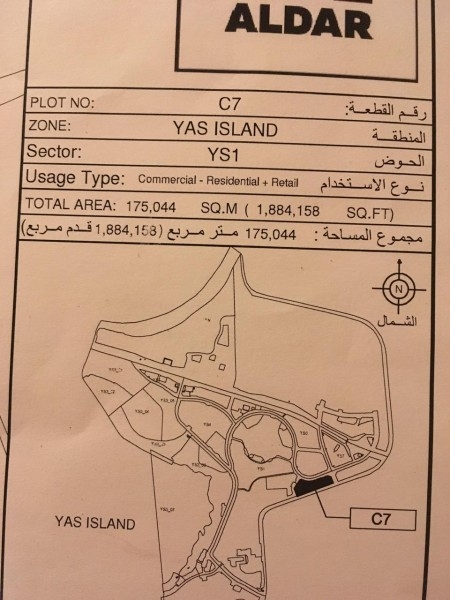 ALDAR
PLOT NO: C7 رقم القطعة:
ZONE: YAS ISLAND المنطقة
Sector: YS1 الحوض
Usage Type: Commercial - Residential + Retail نوع الاستخدام
TOTAL AREA: 175,044 SQ.M ( 1,884,158 SQ.FT)
مجموع المساحة : 175,044 متر مربع (1,884,158 قدم مربع)
N
الشمال
YAS ISLAND
C7